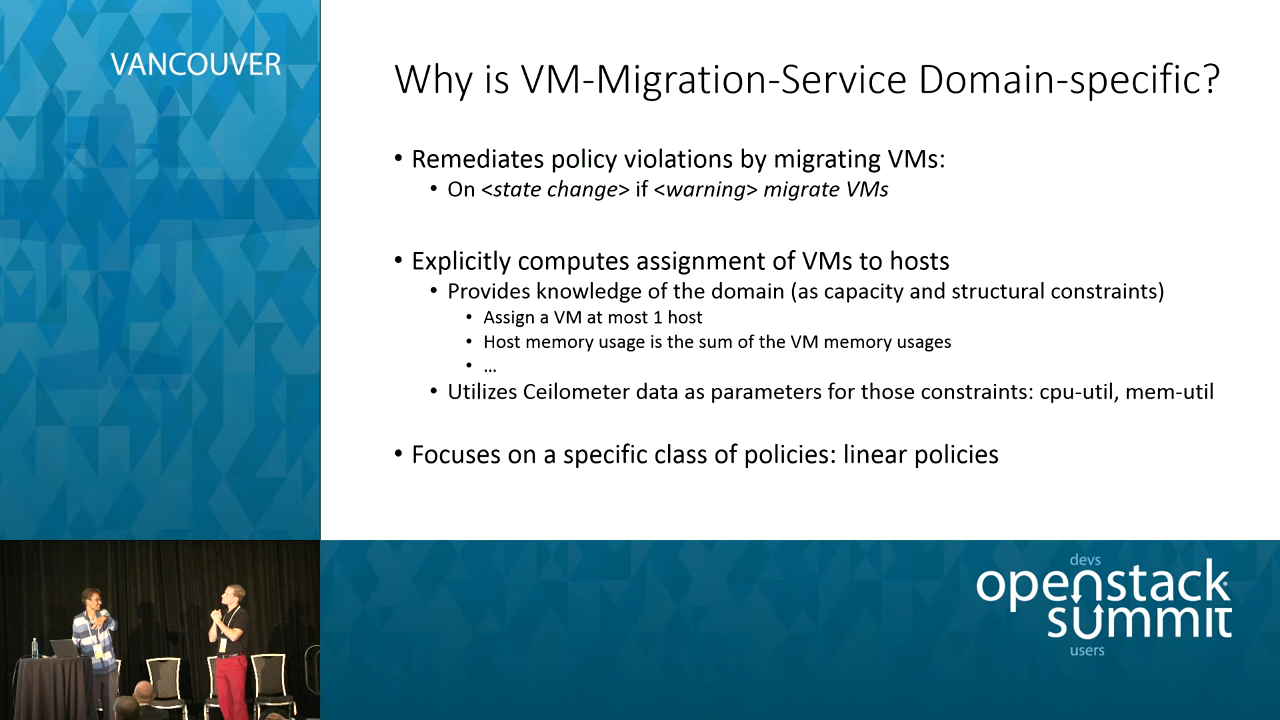 VANCOUVER
Why is VM-Migration-Service Domain-specific?
• Remediates policy violations by migrating VMs:
• On <state change> if <warning> migrate VMs
• Explicitly computes assignment of VMs to hosts
• Provides knowledge of the domain (as capacity and structural constraints)
• Assign a VM at most 1 host
• Host memory usage is the sum of the VM memory usages
• ...
• Utilizes Ceilometer data as parameters for those constraints: cpu-util, mem-util
• Focuses on a specific class of policies: linear policies
devs
openstack
summit
users